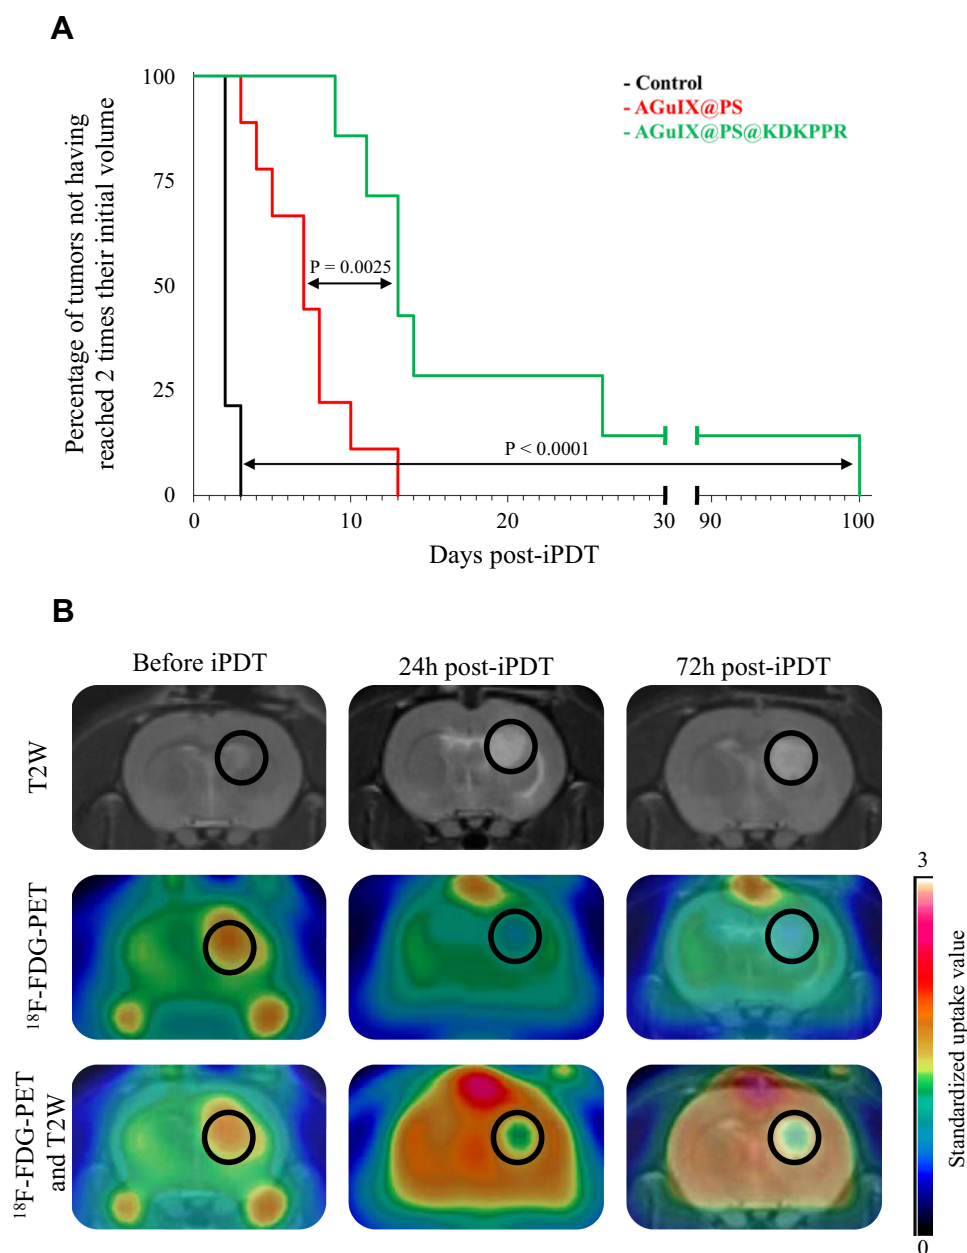 A
- Control
- AGuIX@PS
- AGuIX@PS@KDKPPR
Percentage of tumors not having
reached 2 times their initial volume
100
75
50
25
0
P = 0.0025
P < 0.0001
0 10 20 30 90 100
Days post-iPDT
B
Before iPDT 24h post-iPDT 72h post-iPDT
T2W
¹⁸F-FDG-PET
¹⁸F-FDG-PET
and T2W
3
Standardized uptake value
0